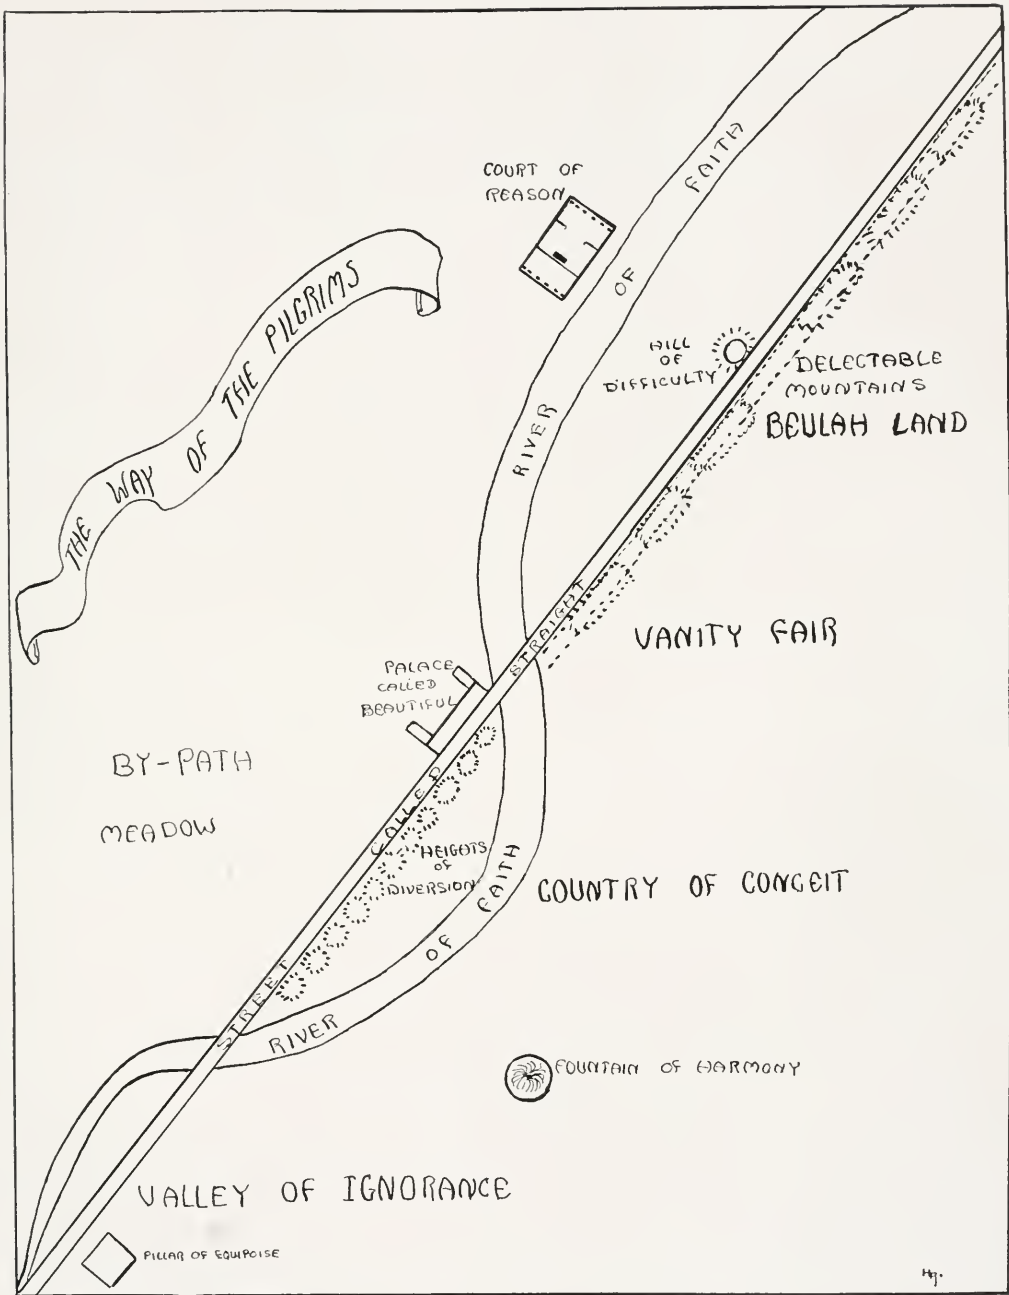 COURT OF
REASON
RIVER OF FAITH
THE WAY OF THE PILGRIMS
HILL
OF
DIFFICULTY
DELECTABLE
MOUNTAINS
BEULAH LAND
VANITY FAIR
PALACE
CALLED
BEAUTIFUL
STREET CALLED STRAIGHT
BY-PATH
MEADOW
HEIGHTS
OF
DIVERSION
COUNTRY OF CONCEIT
RIVER OF FAITH
FOUNTAIN OF HARMONY
VALLEY OF IGNORANCE
PILLAR OF EQUIPOISE